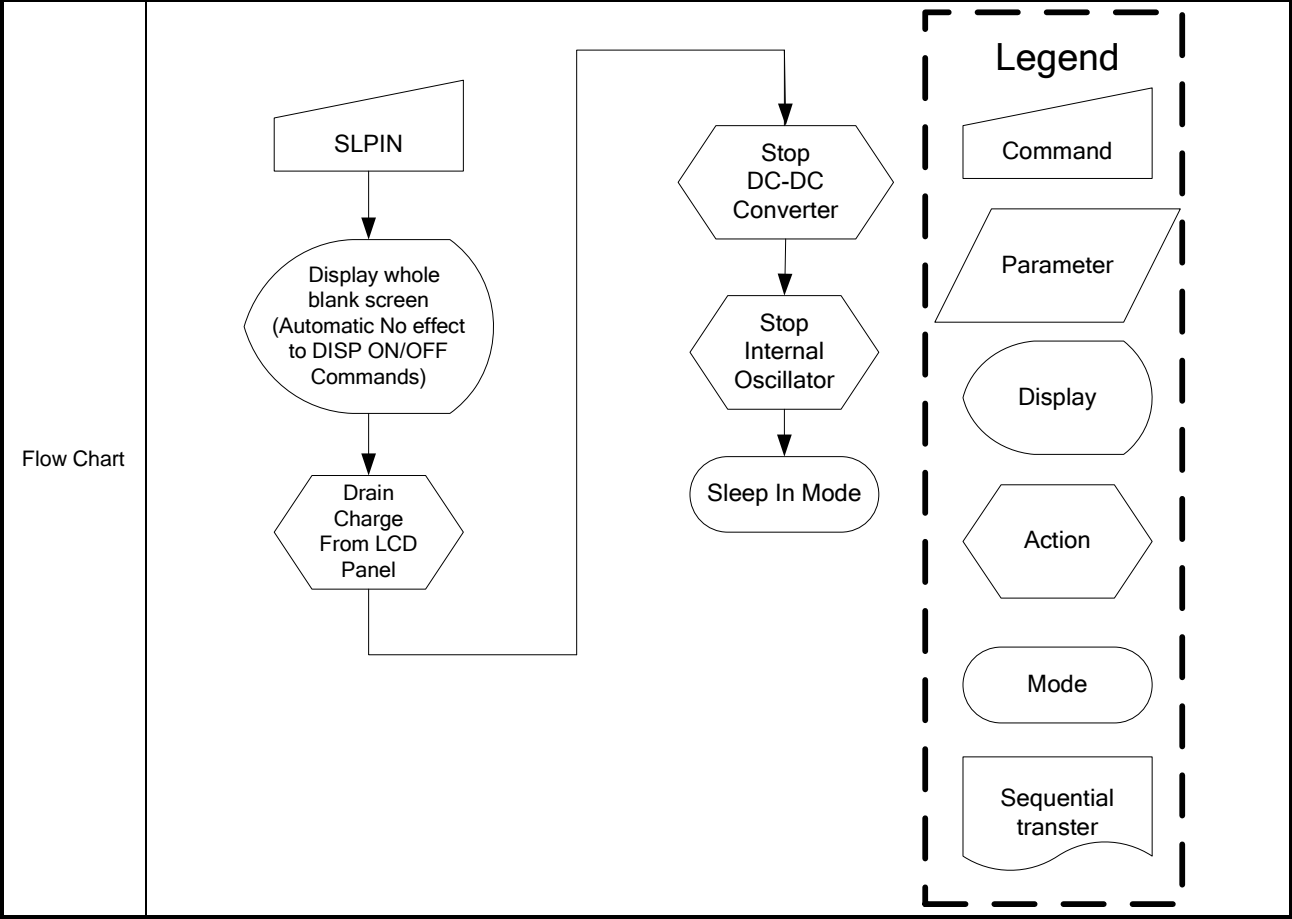 Flow Chart
SLPIN
Display whole
blank screen
(Automatic No effect
to DISP ON/OFF
Commands)
Drain
Charge
From LCD
Panel
Stop
DC-DC
Converter
Stop
Internal
Oscillator
Sleep In Mode
Legend
Command
Parameter
Display
Action
Mode
Sequential
transter